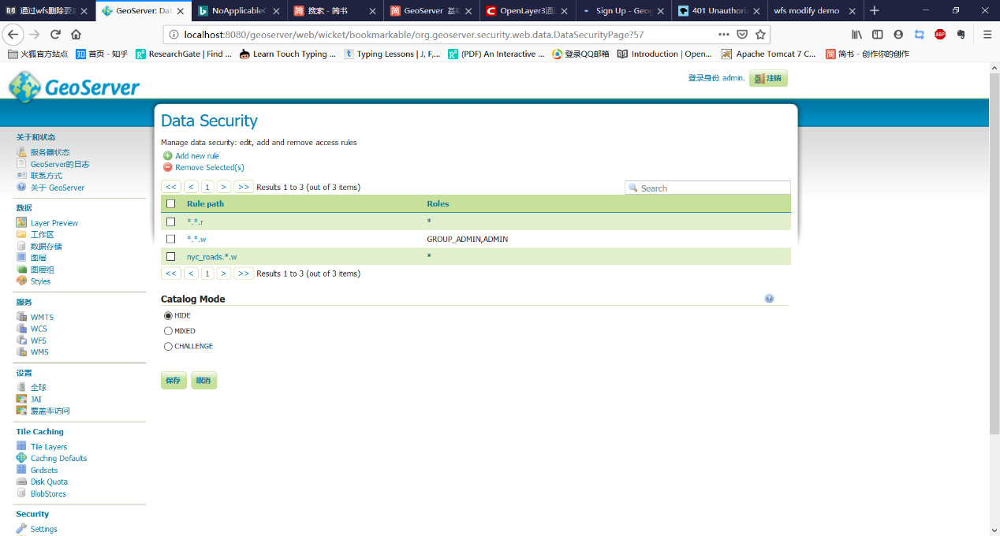 通过wfs删除要
GeoServer: Dat
NoApplicableC
搜索 - 简书
GeoServer 基
OpenLayer3通
Sign Up - Geog
401 Unauthoriz
wfs modify demo
localhost:8080/geoserver/web/wicket/bookmarkable/org.geoserver.security.web.data.DataSecurityPage?57
ABP
火狐官方站点 知 首页 - 知乎 R ResearchGate | Find ... Learn Touch Typing ... t Typing Lessons | J, F,... R (PDF) An Interactive ... 登录QQ邮箱 Introduction | Open... Apache Tomcat 7 C... 简 简书 - 创作你的创作
GeoServer
登录身份 admin. 注销
关于和状态
服务器状态
GeoServer的日志
联系方式
关于 GeoServer
数据
Layer Preview
工作区
数据存储
图层
图层组
Styles
服务
WMTS
WCS
WFS
WMS
设置
全球
JAI
覆盖率访问
Tile Caching
Tile Layers
Caching Defaults
Gridsets
Disk Quota
BlobStores
Security
Settings
Data Security
Manage data security: edit, add and remove access rules
Add new rule
Remove Selected(s)
<< < 1 > >> Results 1 to 3 (out of 3 items) Search
Rule path Roles
*.*.r *
*.*.w GROUP_ADMIN,ADMIN
nyc_roads.*.w *
<< < 1 > >> Results 1 to 3 (out of 3 items)
Catalog Mode
HIDE
MIXED
CHALLENGE
保存 取消